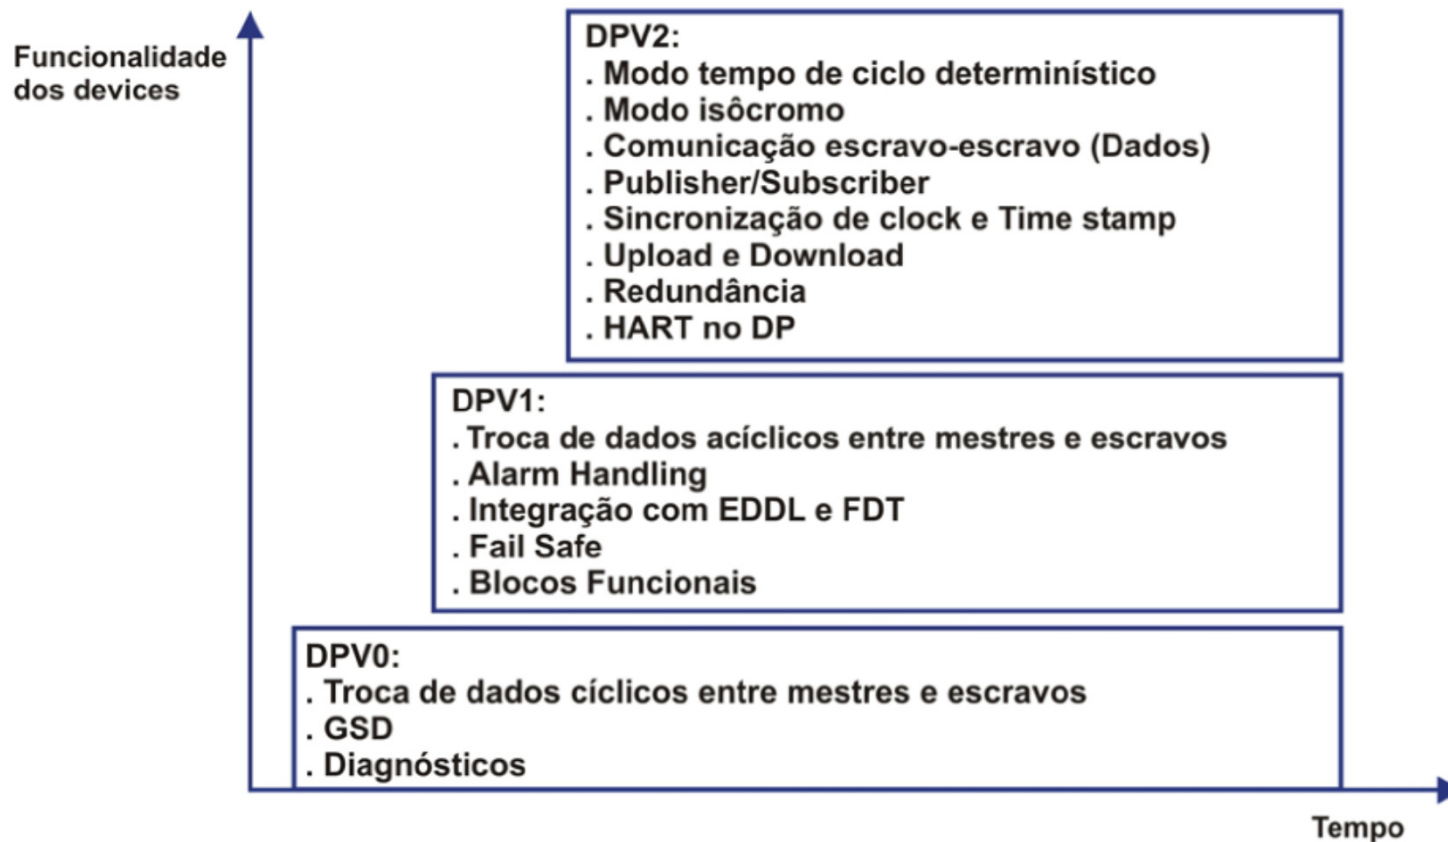 Funcionalidade
dos devices
DPV2:
. Modo tempo de ciclo determinístico
. Modo isôcromo
. Comunicação escravo-escravo (Dados)
. Publisher/Subscriber
. Sincronização de clock e Time stamp
. Upload e Download
. Redundância
. HART no DP
DPV1:
. Troca de dados acíclicos entre mestres e escravos
. Alarm Handling
. Integração com EDDL e FDT
. Fail Safe
. Blocos Funcionais
DPV0:
. Troca de dados cíclicos entre mestres e escravos
. GSD
. Diagnósticos
Tempo